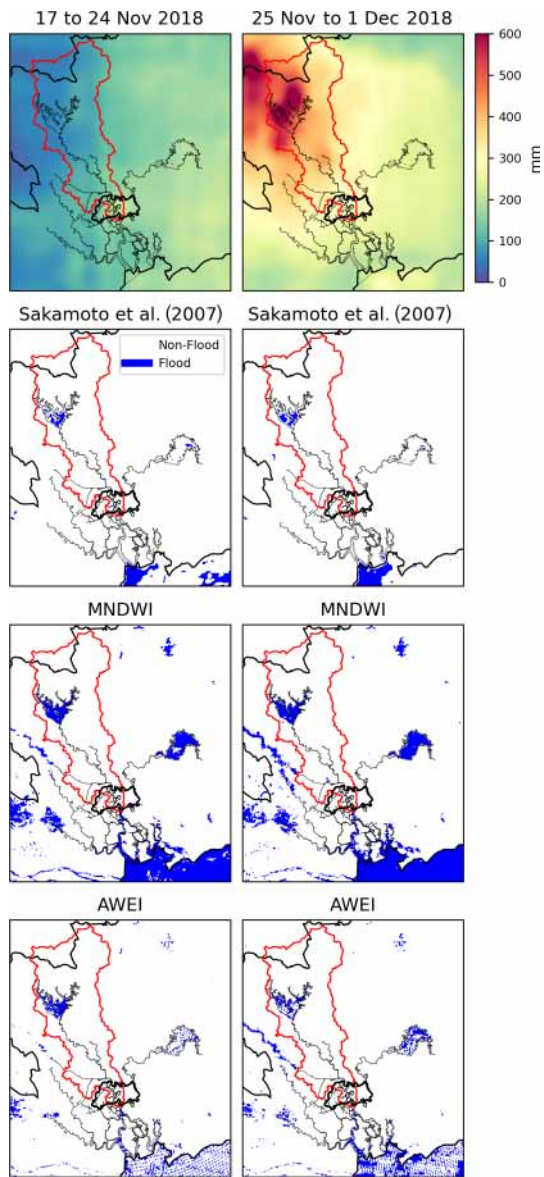 17 to 24 Nov 2018 25 Nov to 1 Dec 2018
600
500
400
300
200
100
0
mm
Sakamoto et al. (2007) Sakamoto et al. (2007)
Non-Flood
Flood
MNDWI MNDWI
AWEI AWEI